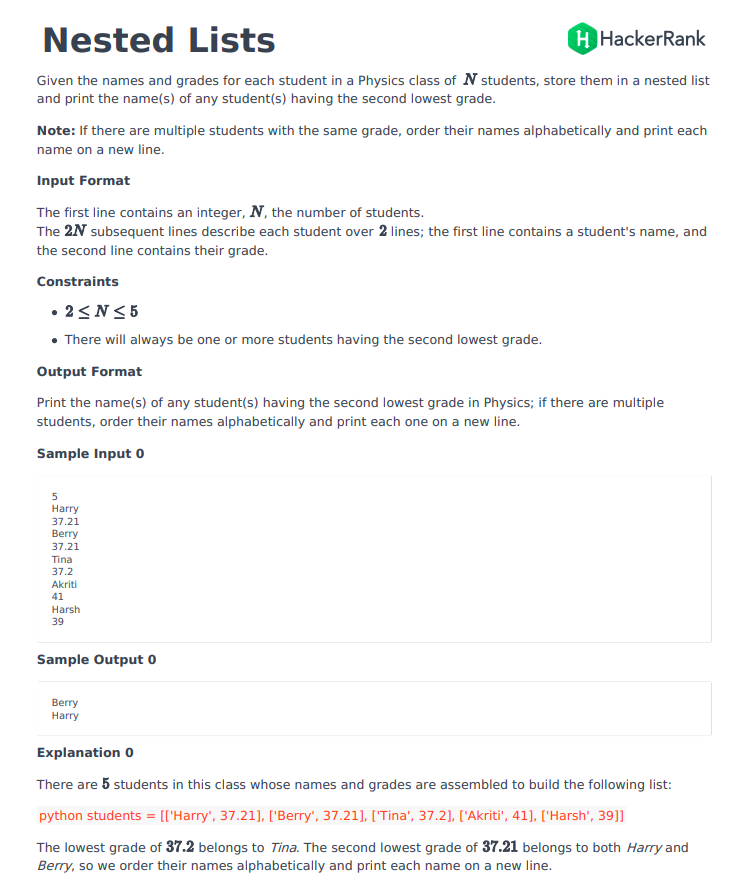 Nested Lists
HackerRank
Given the names and grades for each student in a Physics class of N students, store them in a nested list
and print the name(s) of any student(s) having the second lowest grade.
Note: If there are multiple students with the same grade, order their names alphabetically and print each
name on a new line.
Input Format
The first line contains an integer, N, the number of students.
The 2N subsequent lines describe each student over 2 lines; the first line contains a student's name, and
the second line contains their grade.
Constraints
• 2 ≤ N ≤ 5
• There will always be one or more students having the second lowest grade.
Output Format
Print the name(s) of any student(s) having the second lowest grade in Physics; if there are multiple
students, order their names alphabetically and print each one on a new line.
Sample Input 0
5
Harry
37.21
Berry
37.21
Tina
37.2
Akriti
41
Harsh
39
Sample Output 0
Berry
Harry
Explanation 0
There are 5 students in this class whose names and grades are assembled to build the following list:
python students = [['Harry', 37.21], ['Berry', 37.21], ['Tina', 37.2], ['Akriti', 41], ['Harsh', 39]]
The lowest grade of 37.2 belongs to Tina. The second lowest grade of 37.21 belongs to both Harry and
Berry, so we order their names alphabetically and print each name on a new line.